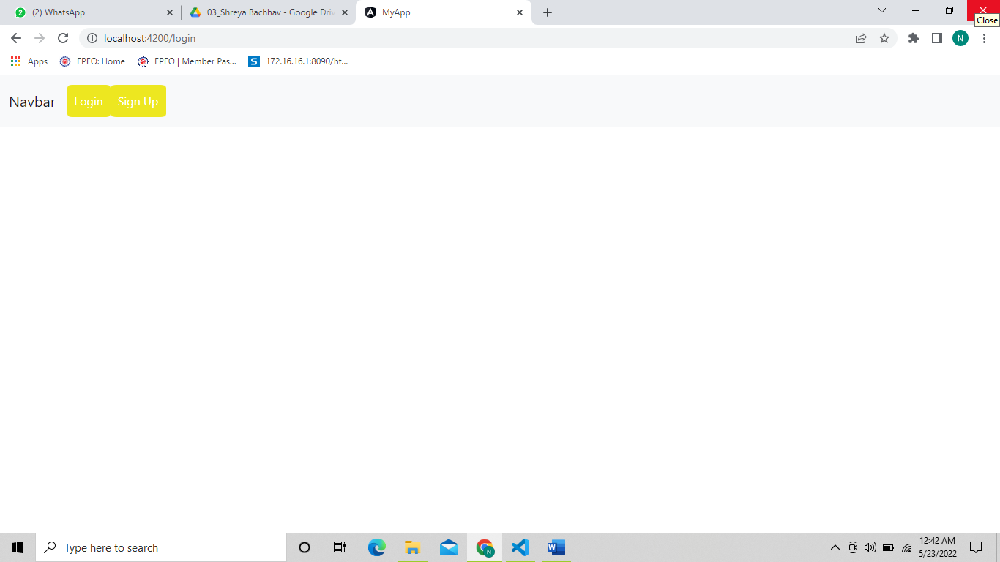 2 (2) WhatsApp 03_Shreya Bachhav - Google Driv MyApp
Close
localhost:4200/login N
Apps EPFO: Home EPFO | Member Pas... S 172.16.16.1:8090/ht...
Navbar Login Sign Up
Type here to search N W 12:42 AM
5/23/2022